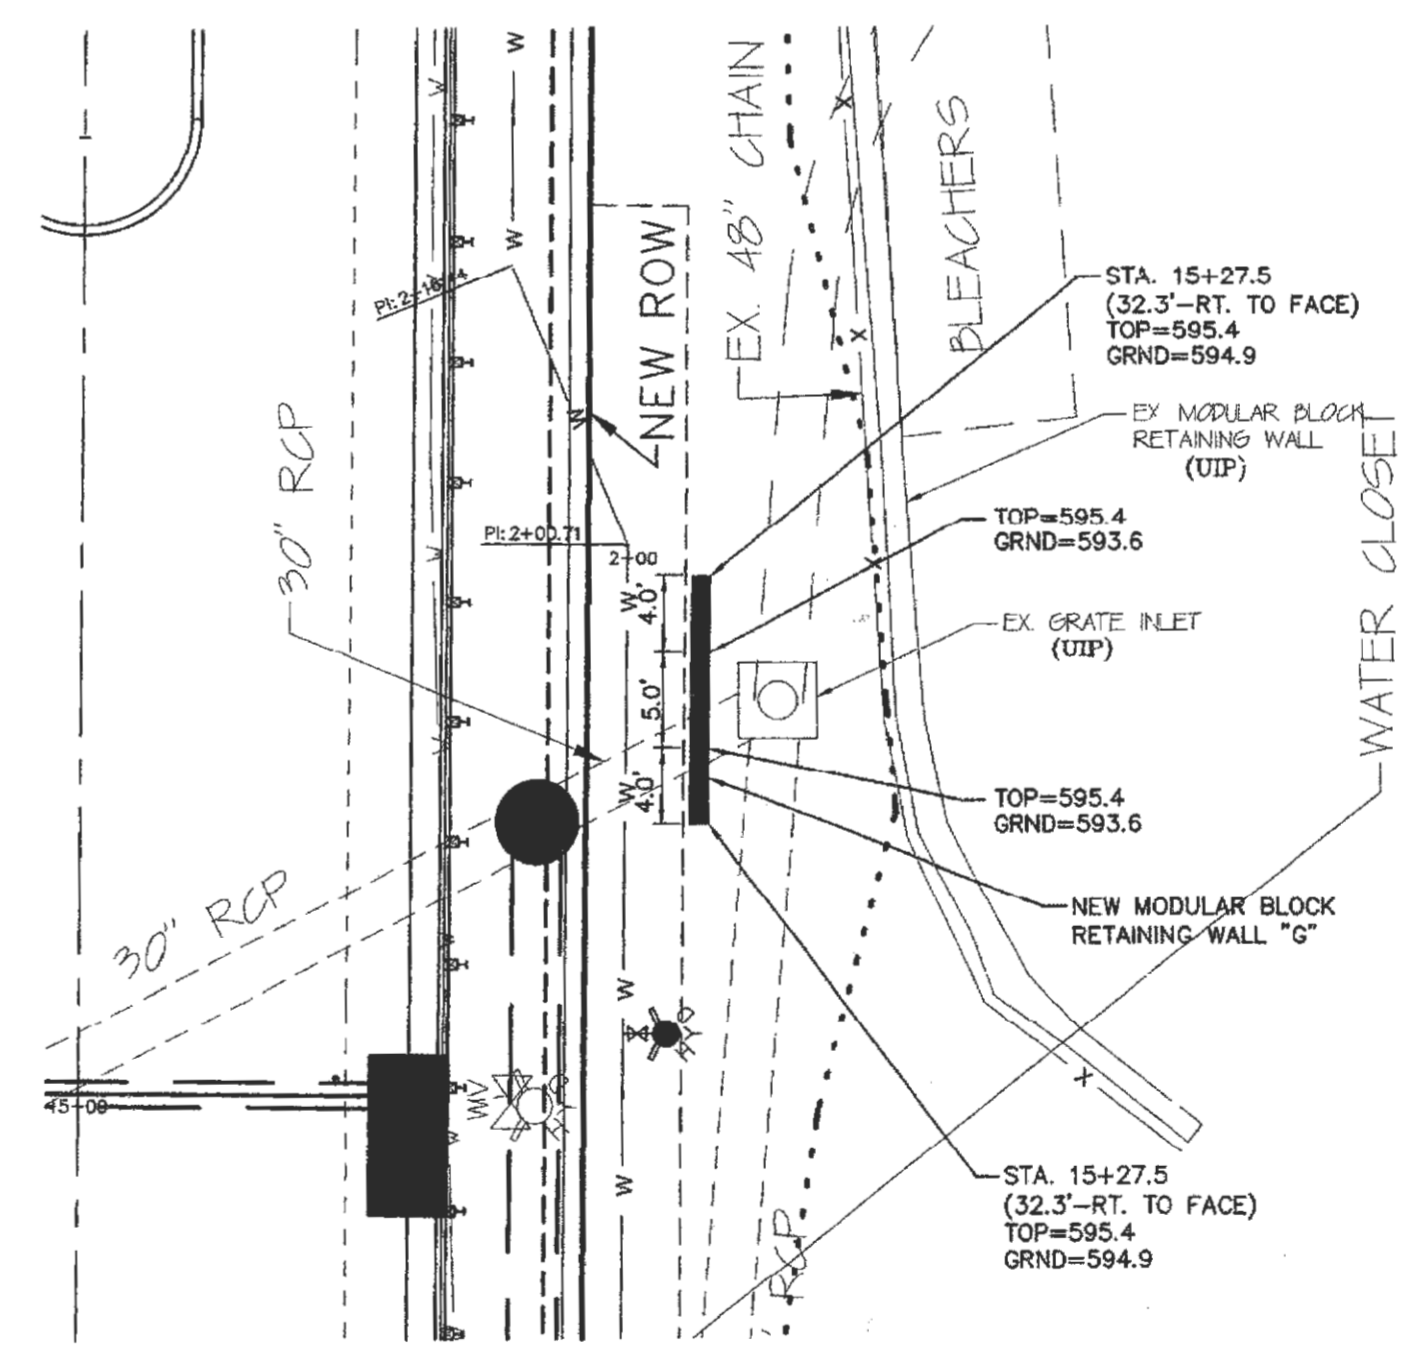 W
EX. 48" CHAIN
BLEACHERS
W
NEW ROW
STA. 15+27.5
(32.3'-RT. TO FACE)
TOP=595.4
GRND=594.9
EX MODULAR BLOCK
RETAINING WALL
(UIP)
30" RCP
TOP=595.4
GRND=593.6
PI: 2+00.71
2+00
W
4.0'
WATER CLOSET
EX. GRATE INLET
(UIP)
5.0'
W
4.0'
TOP=595.4
GRND=593.6
30" RCP
NEW MODULAR BLOCK
RETAINING WALL "G"
W
WV
HYD
45+00
W
STA. 15+27.5
(32.3'-RT. TO FACE)
TOP=595.4
GRND=594.9
RCP